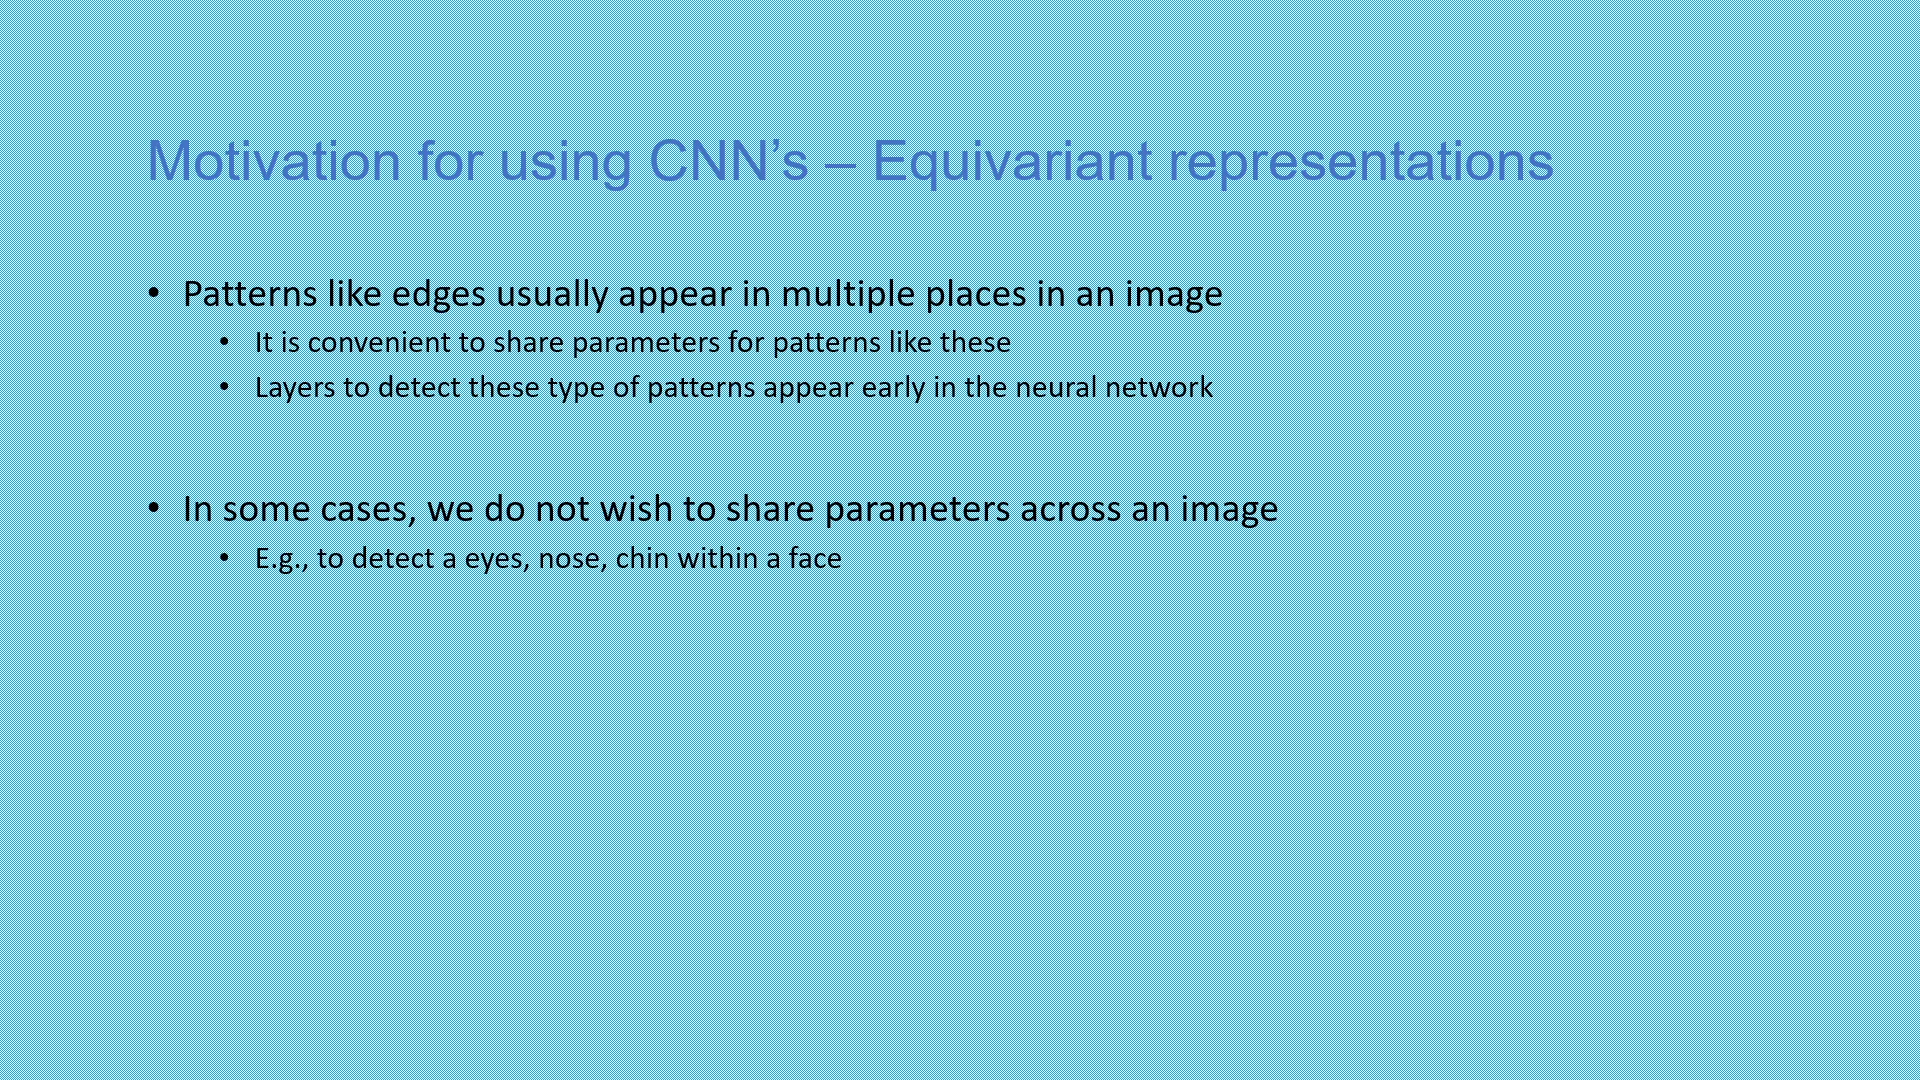 Motivation for using CNN’s – Equivariant representations
• Patterns like edges usually appear in multiple places in an image
• It is convenient to share parameters for patterns like these
• Layers to detect these type of patterns appear early in the neural network
• In some cases, we do not wish to share parameters across an image
• E.g., to detect a eyes, nose, chin within a face